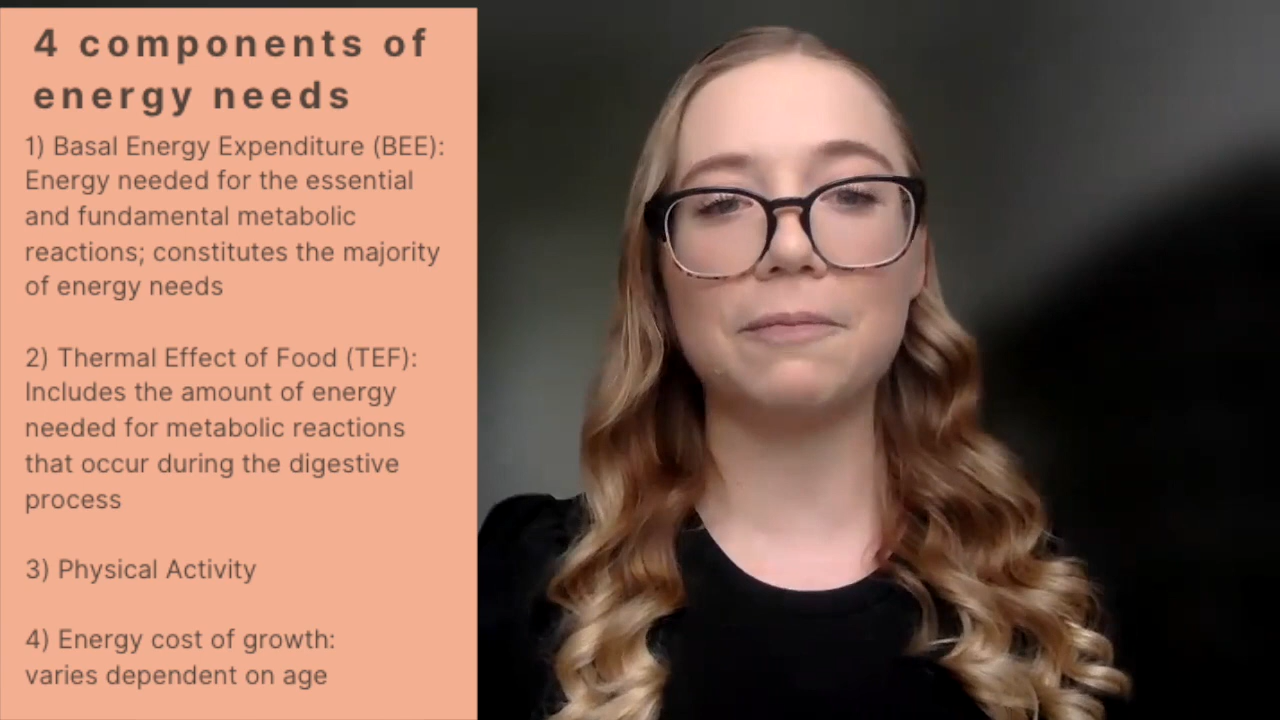 4 components of
energy needs
1) Basal Energy Expenditure (BEE):
Energy needed for the essential
and fundamental metabolic
reactions; constitutes the majority
of energy needs
2) Thermal Effect of Food (TEF):
Includes the amount of energy
needed for metabolic reactions
that occur during the digestive
process
3) Physical Activity
4) Energy cost of growth:
varies dependent on age